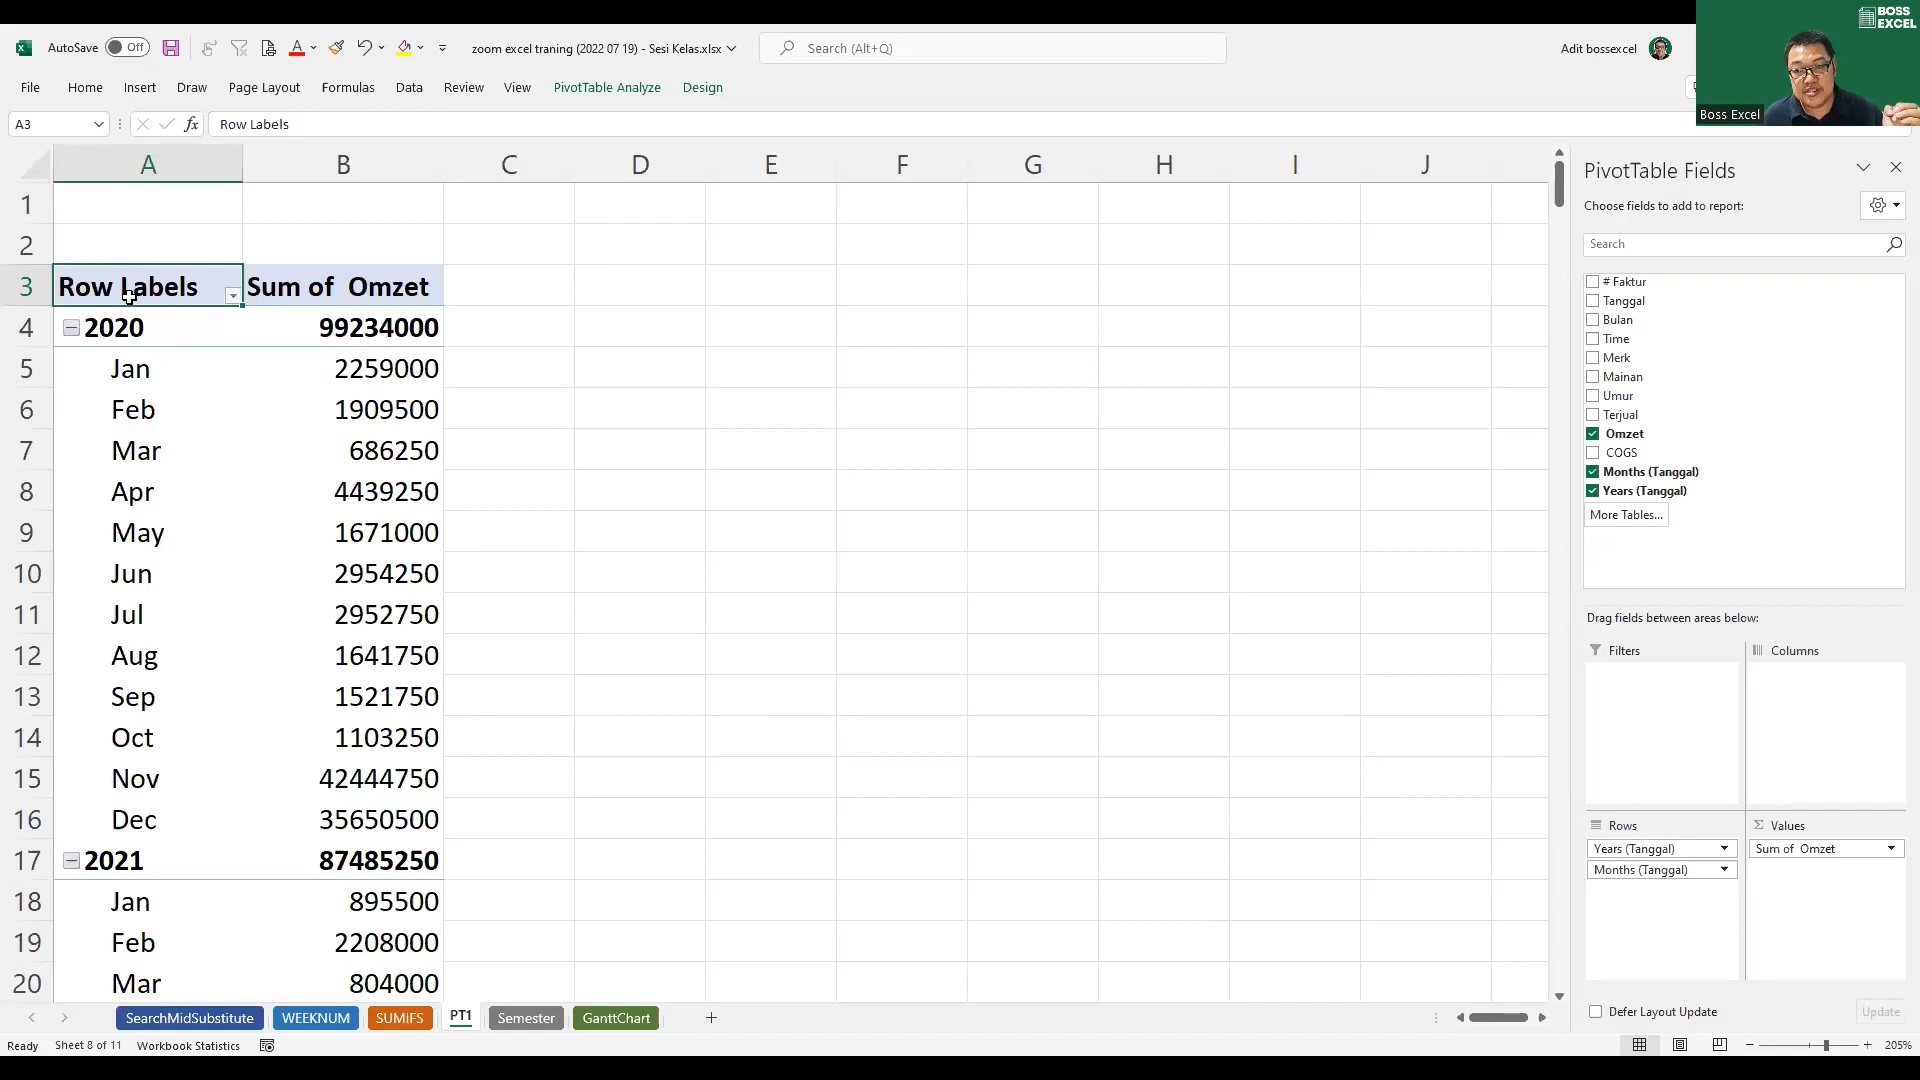 BOSS EXCEL
AutoSave Off zoom excel traning (2022 07 19) - Sesi Kelas.xlsx Search (Alt+Q) Adit bossexcel
File Home Insert Draw Page Layout Formulas Data Review View PivotTable Analyze Design
Boss Excel
A3 fx Row Labels
A B C D E F G H I J
1
2
3 Row Labels Sum of  Omzet
4 2020 99234000
5 Jan 2259000
6 Feb 1909500
7 Mar 686250
8 Apr 4439250
9 May 1671000
10 Jun 2954250
11 Jul 2952750
12 Aug 1641750
13 Sep 1521750
14 Oct 1103250
15 Nov 42444750
16 Dec 35650500
17 2021 87485250
18 Jan 895500
19 Feb 2208000
20 Mar 804000
PivotTable Fields
Choose fields to add to report:
Search
# Faktur
Tanggal
Bulan
Time
Merk
Mainan
Umur
Terjual
Omzet
COGS
Months (Tanggal)
Years (Tanggal)
More Tables...
Drag fields between areas below:
Filters Columns
Rows Σ Values
Years (Tanggal) Sum of  Omzet
Months (Tanggal)
Defer Layout Update Update
SearchMidSubstitute WEEKNUM SUMIFS PT1 Semester GanttChart
Ready Sheet 8 of 11 Workbook Statistics 205%